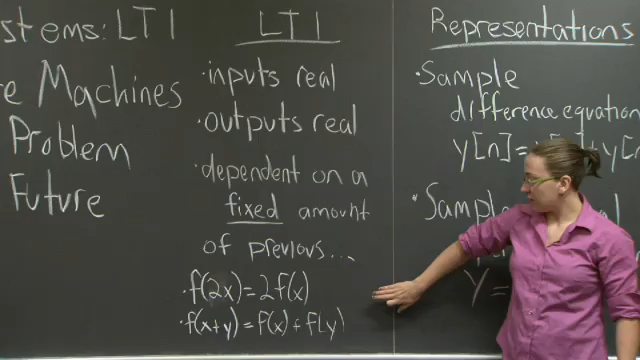 stems: LTI
e Machines
Problem
Future
LTI
· inputs real
· outputs real
· dependent on a
fixed amount
of previous...
· f(2x) = 2f(x)
· f(x+y) = f(x) + f(y)
Representations
· Sample
difference equation
y[n] =
· Sample
Y =